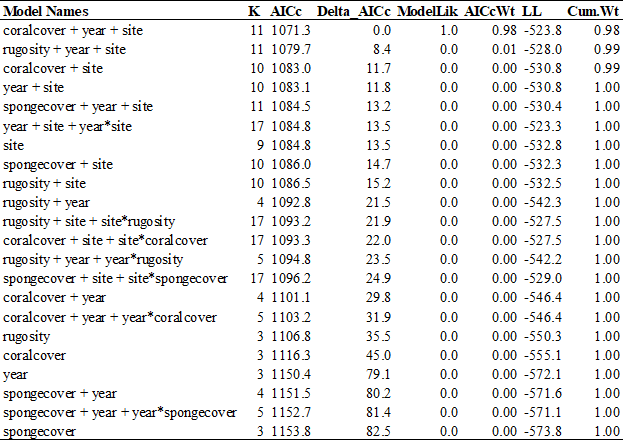 Model Names K AICc Delta_AICc ModelLik AICcWt LL Cum.Wt
coralcover + year + site 11 1071.3 0.0 1.0 0.98 -523.8 0.98
rugosity + year + site 11 1079.7 8.4 0.0 0.01 -528.0 0.99
coralcover + site 10 1083.0 11.7 0.0 0.00 -530.8 0.99
year + site 10 1083.1 11.8 0.0 0.00 -530.8 1.00
spongecover + year + site 11 1084.5 13.2 0.0 0.00 -530.4 1.00
year + site + year*site 17 1084.8 13.5 0.0 0.00 -523.3 1.00
site 9 1084.8 13.5 0.0 0.00 -532.8 1.00
spongecover + site 10 1086.0 14.7 0.0 0.00 -532.3 1.00
rugosity + site 10 1086.5 15.2 0.0 0.00 -532.5 1.00
rugosity + year 4 1092.8 21.5 0.0 0.00 -542.3 1.00
rugosity + site + site*rugosity 17 1093.2 21.9 0.0 0.00 -527.5 1.00
coralcover + site + site*coralcover 17 1093.3 22.0 0.0 0.00 -527.5 1.00
rugosity + year + year*rugosity 5 1094.8 23.5 0.0 0.00 -542.2 1.00
spongecover + site + site*spongecover 17 1096.2 24.9 0.0 0.00 -529.0 1.00
coralcover + year 4 1101.1 29.8 0.0 0.00 -546.4 1.00
coralcover + year + year*coralcover 5 1103.2 31.9 0.0 0.00 -546.4 1.00
rugosity 3 1106.8 35.5 0.0 0.00 -550.3 1.00
coralcover 3 1116.3 45.0 0.0 0.00 -555.1 1.00
year 3 1150.4 79.1 0.0 0.00 -572.1 1.00
spongecover + year 4 1151.5 80.2 0.0 0.00 -571.6 1.00
spongecover + year + year*spongecover 5 1152.7 81.4 0.0 0.00 -571.1 1.00
spongecover 3 1153.8 82.5 0.0 0.00 -573.8 1.00